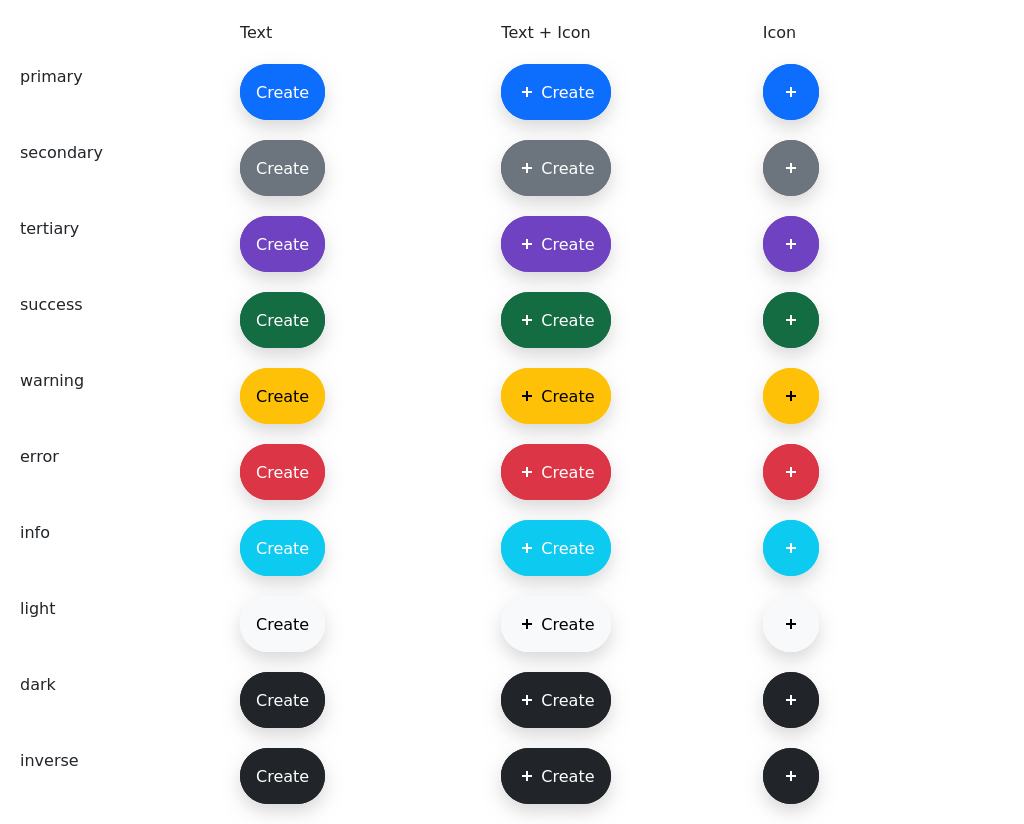 Text Text + Icon Icon
primary Create + Create +
secondary Create + Create +
tertiary Create + Create +
success Create + Create +
warning Create + Create +
error Create + Create +
info Create + Create +
light Create + Create +
dark Create + Create +
inverse Create + Create +